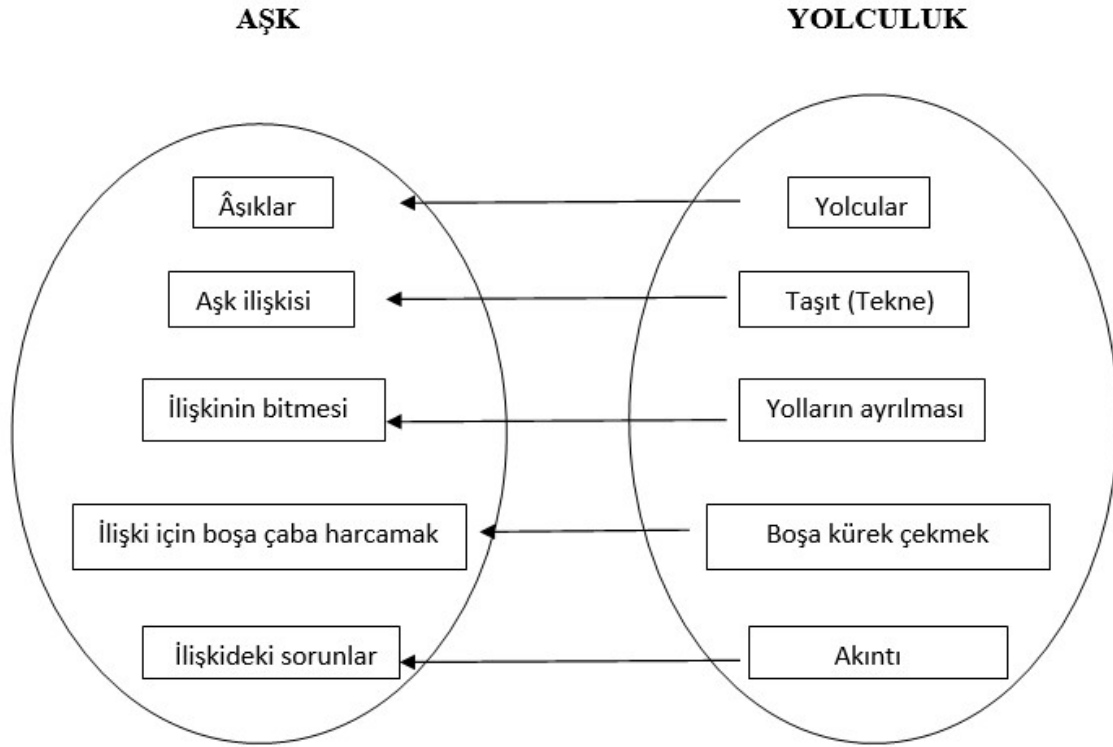 AŞK YOLCULUK
Âşıklar Yolcular
Aşk ilişkisi Taşıt (Tekne)
İlişkinin bitmesi Yolların ayrılması
İlişki için boşa çaba harcamak Boşa kürek çekmek
İlişkideki sorunlar Akıntı